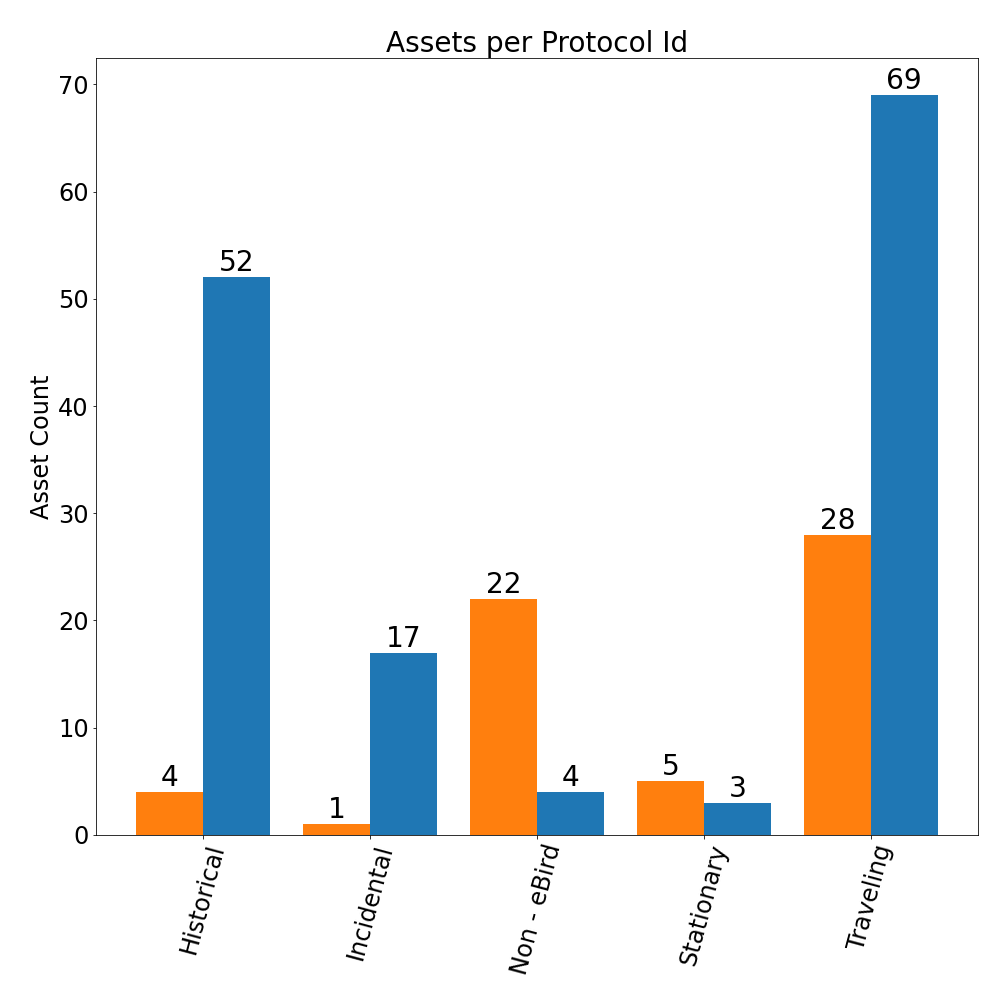 Assets per Protocol Id
Asset Count
70
60
50
40
30
20
10
0
4
52
1
17
22
4
5
3
28
69
Historical
Incidental
Non - eBird
Stationary
Traveling